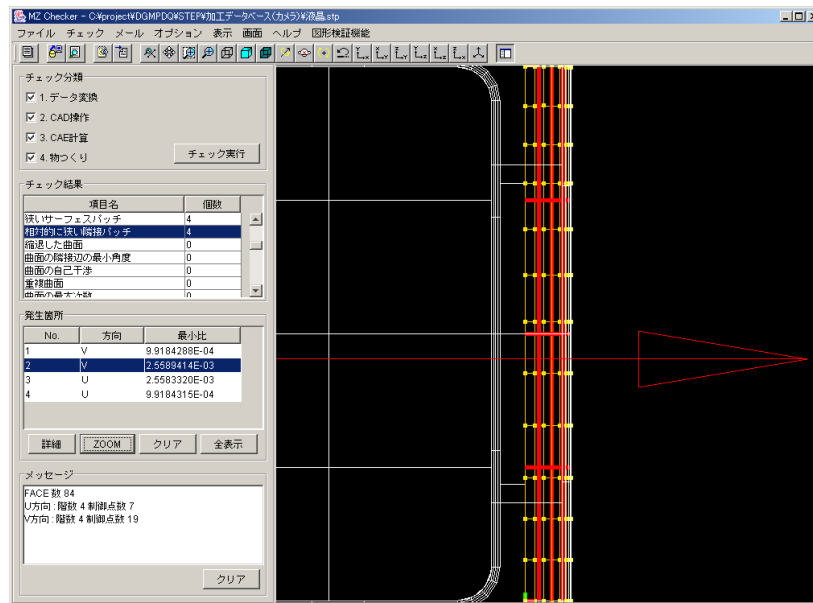 MZ Checker - C:¥project¥DGMPDQ¥STEP¥加工データベース(カメラ)¥液晶.stp
ファイル チェック メール オプション 表示 画面 ヘルプ 図形検証機能
チェック分類
1. データ変換
2. CAD操作
3. CAE計算
4. 物つくり
チェック実行
チェック結果
項目名 個数
狭いサーフェスパッチ 4
相対的に狭い隣接パッチ 4
縮退した曲面 0
曲面の隣接辺の最小角度 0
曲面の自己干渉 0
重複曲面 0
曲面の最大次数 0
発生箇所
No. 方向 最小比
1 V 9.9184288E-04
2 V 2.5589414E-03
3 U 2.5583320E-03
4 U 9.9184315E-04
詳細 ZOOM クリア 全表示
メッセージ
FACE 数 84
U方向 : 階数 4 制御点数 7
V方向 : 階数 4 制御点数 19
クリア